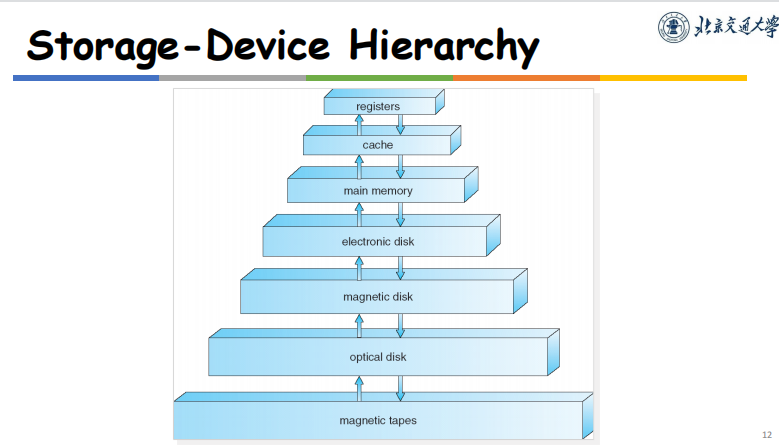 Storage-Device Hierarchy
北京交通大学
registers
cache
main memory
electronic disk
magnetic disk
optical disk
magnetic tapes
12